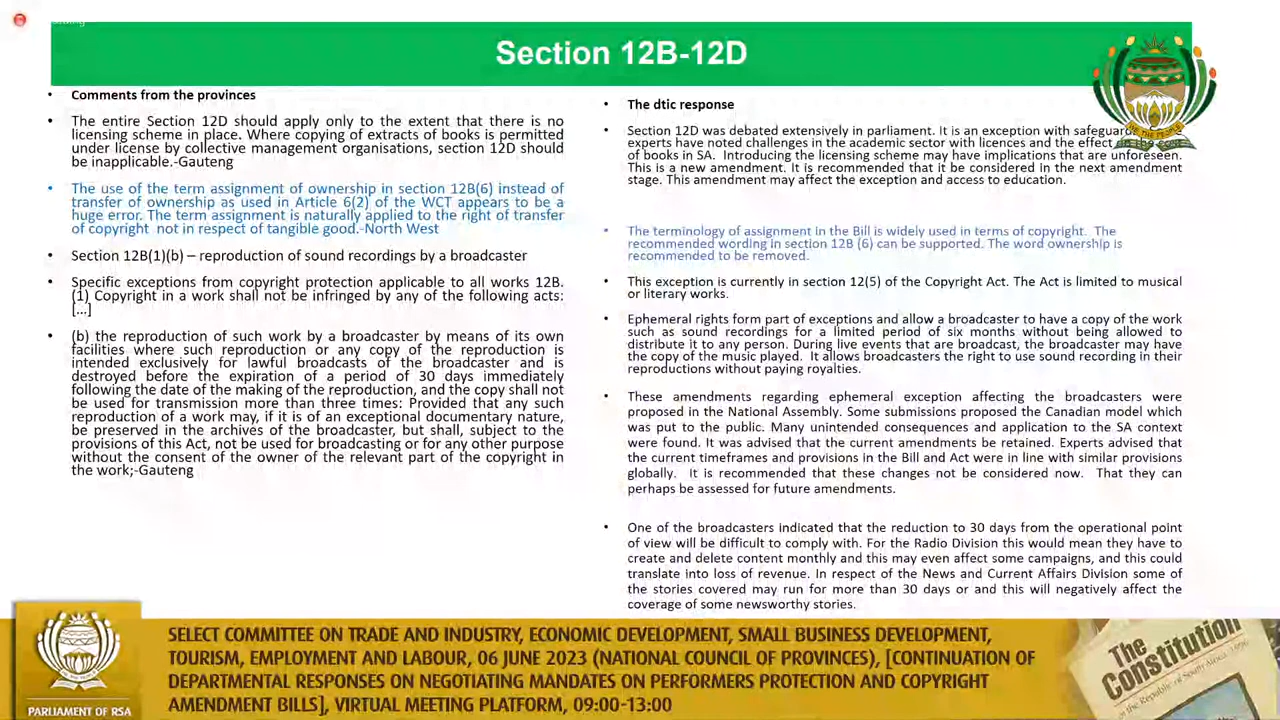 Section 12B-12D
• Comments from the provinces
• The entire Section 12D should apply only to the extent that there is no
licensing scheme in place. Where copying of extracts of books is permitted
under license by collective management organisations, section 12D should
be inapplicable.-Gauteng
• The use of the term assignment of ownership in section 12B(6) instead of
transfer of ownership as used in Article 6(2) of the WCT appears to be a
huge error. The term assignment is naturally applied to the right of transfer
of copyright not in respect of tangible good.-North West
• Section 12B(1)(b) – reproduction of sound recordings by a broadcaster
• Specific exceptions from copyright protection applicable to all works 12B.
(1) Copyright in a work shall not be infringed by any of the following acts:
[...]
• (b) the reproduction of such work by a broadcaster by means of its own
facilities where such reproduction or any copy of the reproduction is
intended exclusively for lawful broadcasts of the broadcaster and is
destroyed before the expiration of a period of 30 days immediately
following the date of the making of the reproduction, and the copy shall not
be used for transmission more than three times: Provided that any such
reproduction of a work may, if it is of an exceptional documentary nature,
be preserved in the archives of the broadcaster, but shall, subject to the
provisions of this Act, not be used for broadcasting or for any other purpose
without the consent of the owner of the relevant part of the copyright in
the work;-Gauteng
• The dtic response
• Section 12D was debated extensively in parliament. It is an exception with
experts have noted challenges in the academic sector with licences and the effect
of books in SA. Introducing the licensing scheme may have implications that are unforeseen.
This is a new amendment. It is recommended that it be considered in the next amendment
stage. This amendment may affect the exception and access to education.
• The terminology of assignment in the Bill is widely used in terms of copyright. The
recommended wording in section 12B (6) can be supported. The word ownership is
recommended to be removed.
• This exception is currently in section 12(5) of the Copyright Act. The Act is limited to musical
or literary works.
• Ephemeral rights form part of exceptions and allow a broadcaster to have a copy of the work
such as sound recordings for a limited period of six months without being allowed to
distribute it to any person. During live events that are broadcast, the broadcaster may have
the copy of the music played. It allows broadcasters the right to use sound recording in their
reproductions without paying royalties.
• These amendments regarding ephemeral exception affecting the broadcasters were
proposed in the National Assembly. Some submissions proposed the Canadian model which
was put to the public. Many unintended consequences and application to the SA context
were found. It was advised that the current amendments be retained. Experts advised that
the current timeframes and provisions in the Bill and Act were in line with similar provisions
globally. It is recommended that these changes not be considered now. That they can
perhaps be assessed for future amendments.
• One of the broadcasters indicated that the reduction to 30 days from the operational point
of view will be difficult to comply with. For the Radio Division this would mean they have to
create and delete content monthly and this may even affect some campaigns, and this could
translate into loss of revenue. In respect of the News and Current Affairs Division some of
the stories covered may run for more than 30 days or and this will negatively affect the
coverage of some newsworthy stories.
SELECT COMMITTEE ON TRADE AND INDUSTRY, ECONOMIC DEVELOPMENT, SMALL BUSINESS DEVELOPMENT,
TOURISM, EMPLOYMENT AND LABOUR, 06 JUNE 2023 (NATIONAL COUNCIL OF PROVINCES), [CONTINUATION OF
DEPARTMENTAL RESPONSES ON NEGOTIATING MANDATES ON PERFORMERS PROTECTION AND COPYRIGHT
AMENDMENT BILLS], VIRTUAL MEETING PLATFORM, 09:00-13:00
PARLIAMENT OF RSA
The
Constitution